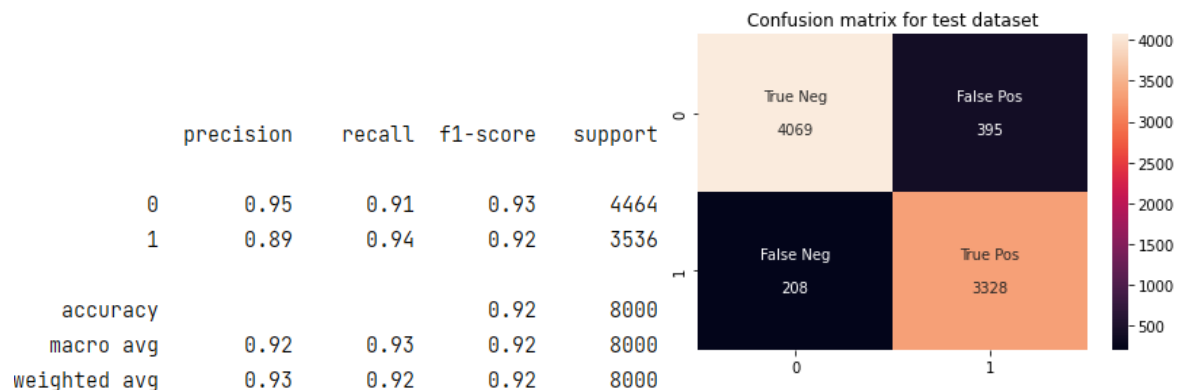 precision recall f1-score support
0 0.95 0.91 0.93 4464
1 0.89 0.94 0.92 3536
accuracy 0.92 8000
macro avg 0.92 0.93 0.92 8000
weighted avg 0.93 0.92 0.92 8000
Confusion matrix for test dataset
0
True Neg
4069
False Pos
395
1
False Neg
208
True Pos
3328
0 1
4000
3500
3000
2500
2000
1500
1000
500